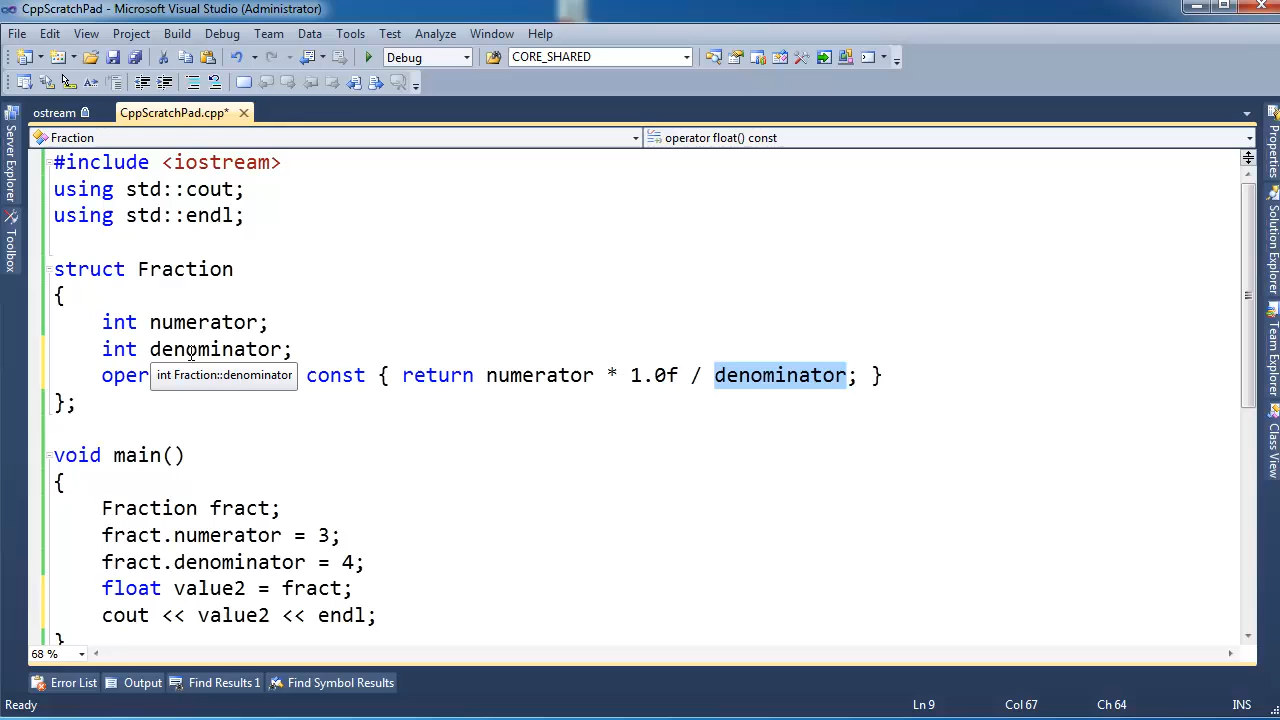 CppScratchPad - Microsoft Visual Studio (Administrator)
File Edit View Project Build Debug Team Data Tools Test Analyze Window Help
Debug CORE_SHARED
ostream CppScratchPad.cpp*
Fraction operator float() const
#include <iostream>
using std::cout;
using std::endl;
struct Fraction
{
int numerator;
int denominator;
oper const { return numerator * 1.0f / denominator; }
int Fraction::denominator
};
void main()
{
Fraction fract;
fract.numerator = 3;
fract.denominator = 4;
float value2 = fract;
cout << value2 << endl;
}
68 %
Error List Output Find Results 1 Find Symbol Results
Ready Ln 9 Col 67 Ch 64 INS
Server Explorer
Toolbox
Properties
Solution Explorer
Team Explorer
Class View